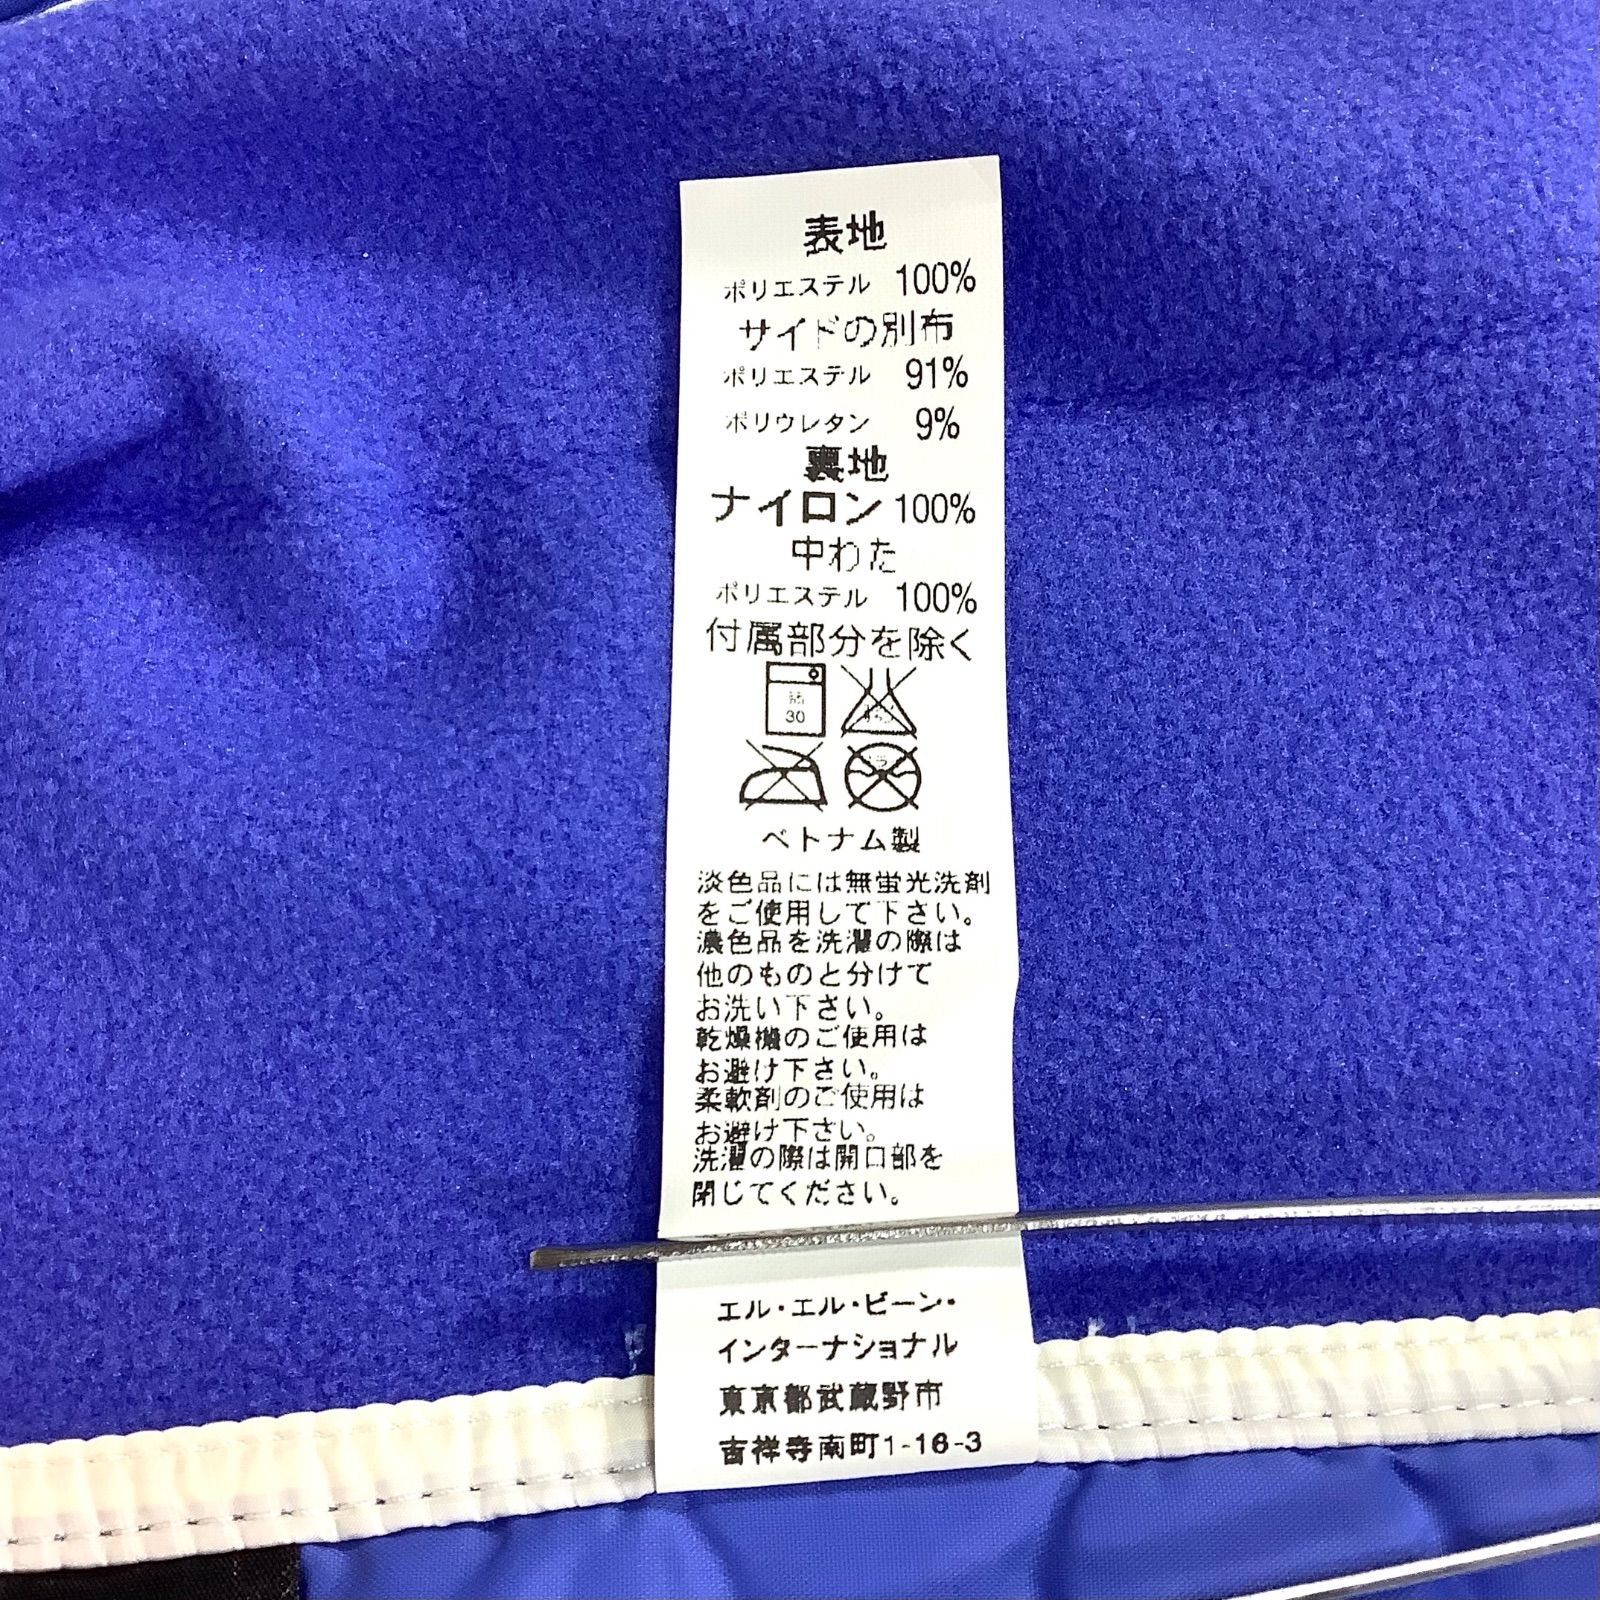 表地
ポリエステル 100%
サイドの別布
ポリエステル 91%
ポリウレタン 9%
裏地
ナイロン 100%
中わた
ポリエステル 100%
付属部分を除く
30
ベトナム製
淡色品には無蛍光洗剤
をご使用して下さい。
濃色品を洗濯の際は
他のものと分けて
お洗い下さい。
乾燥機のご使用は
お避け下さい。
柔軟剤のご使用は
お避け下さい。
洗濯の際は開口部を
閉じてください。
エル・エル・ビーン・
インターナショナル
東京都武蔵野市
吉祥寺南町1-16-3